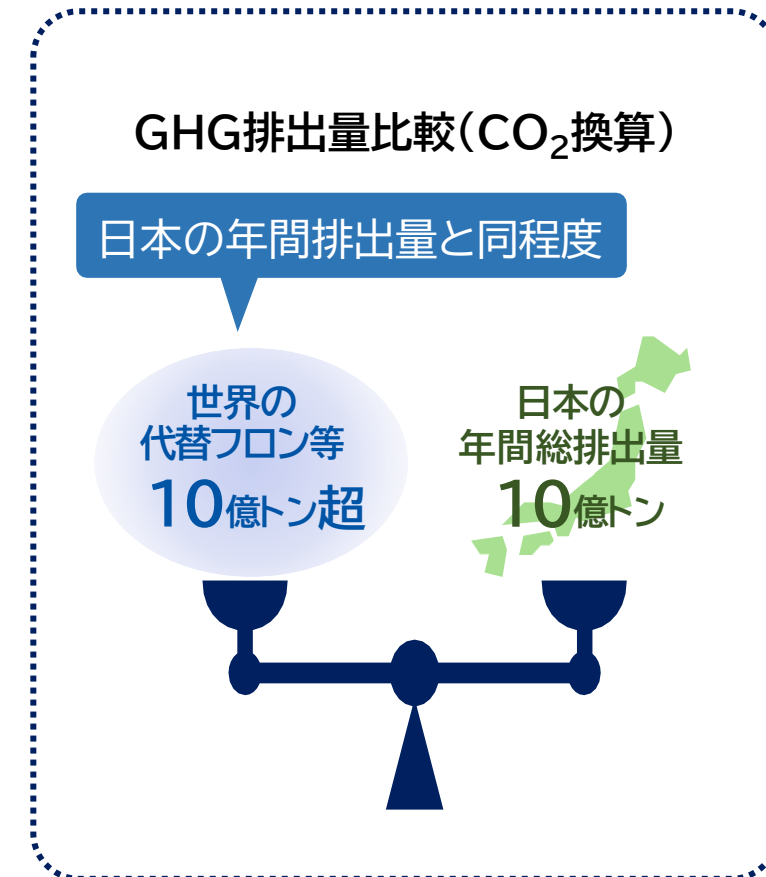 GHG排出量比較（CO₂換算）
日本の年間排出量と同程度
世界の
代替フロン等
10億トン超
日本の
年間総排出量
10億トン